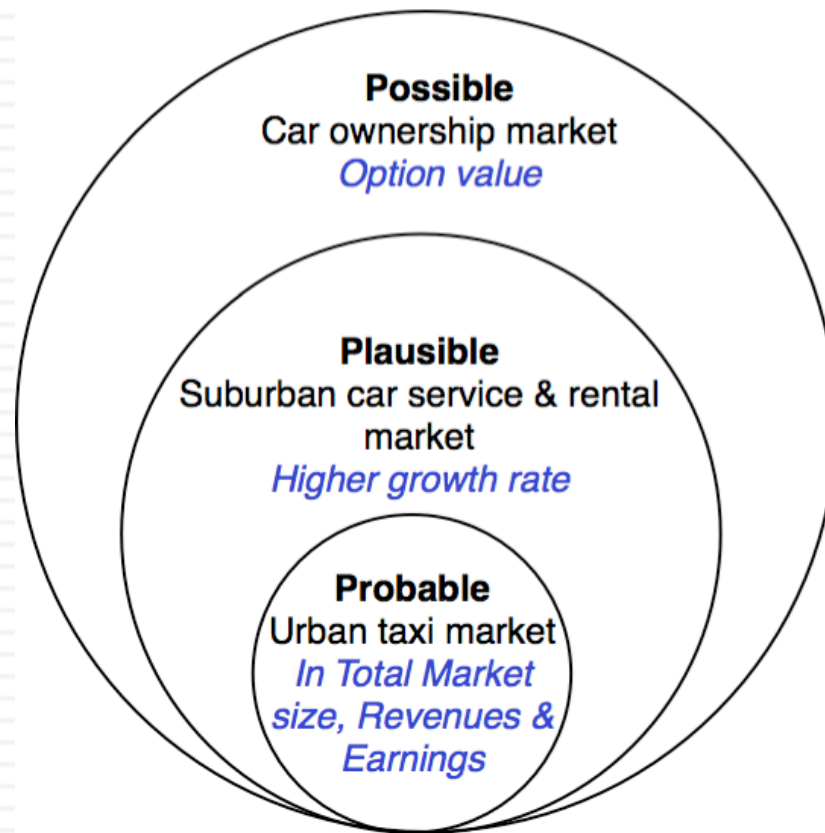 Possible
Car ownership market
Option value
Plausible
Suburban car service & rental
market
Higher growth rate
Probable
Urban taxi market
In Total Market
size, Revenues &
Earnings